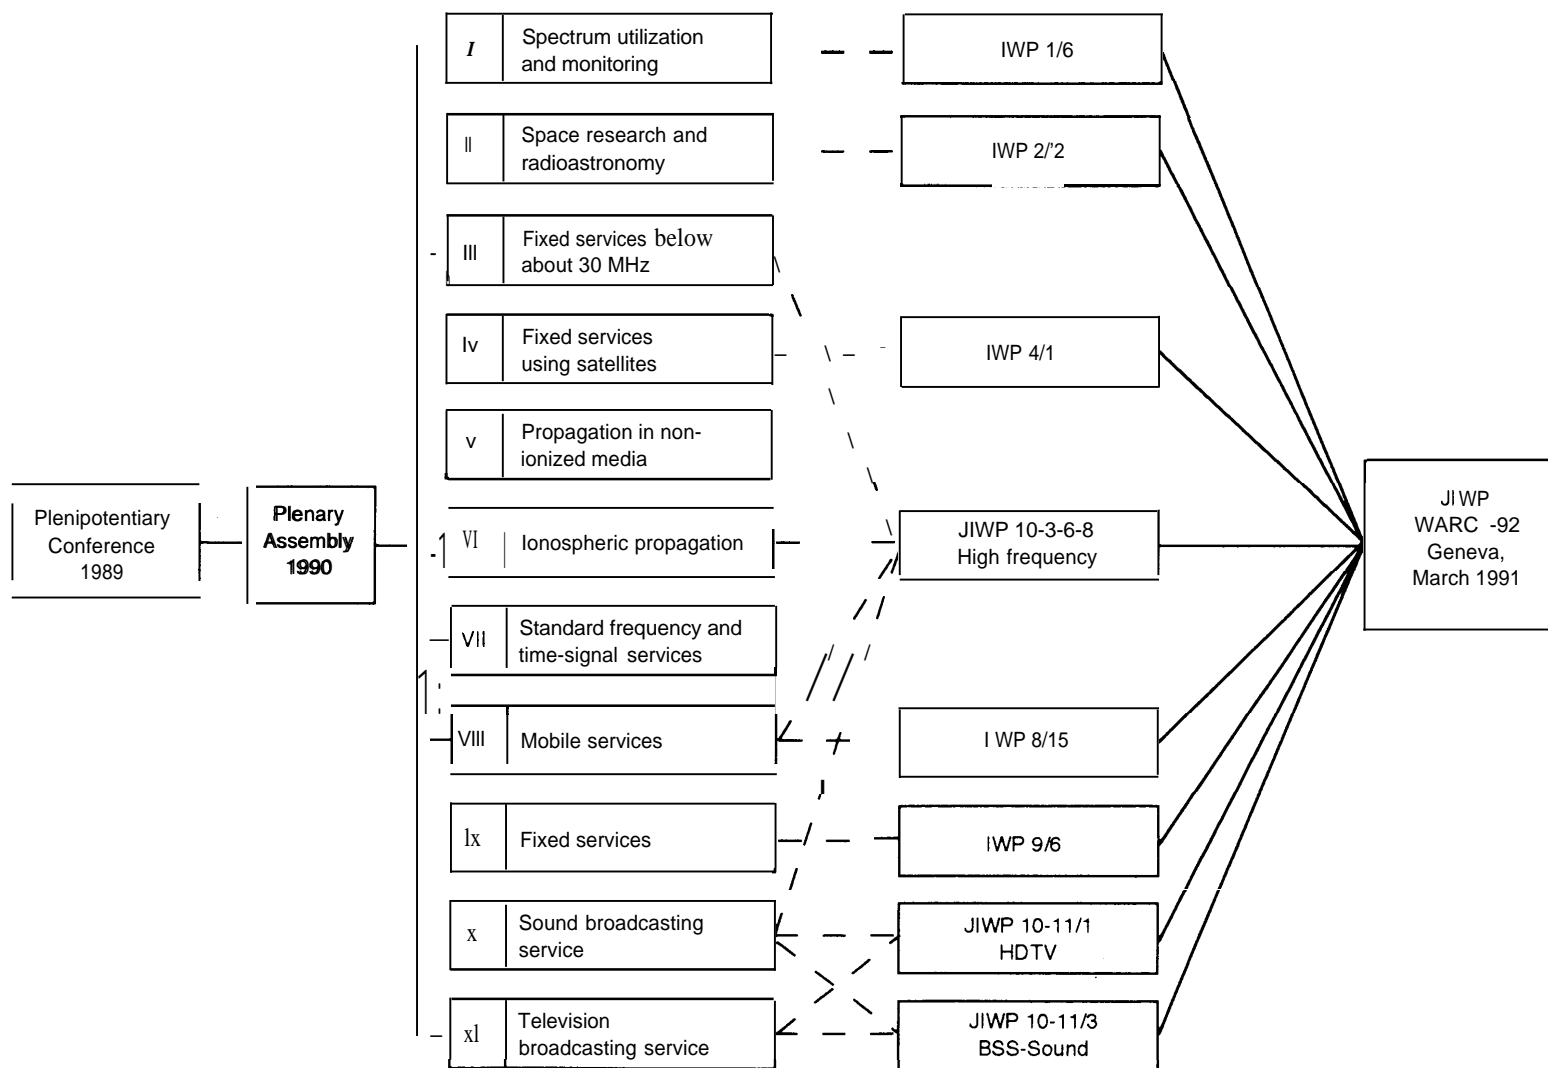 I
Spectrum utilization
and monitoring
IWP 1/6
II
Space research and
radioastronomy
IWP 2/'2
III
Fixed services below
about 30 MHz
Iv
Fixed services
using satellites
IWP 4/1
v
Propagation in non-
ionized media
Plenipotentiary
Conference
1989
Plenary
Assembly
1990
VI
Ionospheric propagation
JIWP 10-3-6-8
High frequency
JIWP
WARC -92
Geneva,
March 1991
VII
Standard frequency and
time-signal services
VIII
Mobile services
I WP 8/15
lx
Fixed services
IWP 9/6
x
Sound broadcasting
service
JIWP 10-11/1
HDTV
xl
Television
broadcasting service
JIWP 10-11/3
BSS-Sound